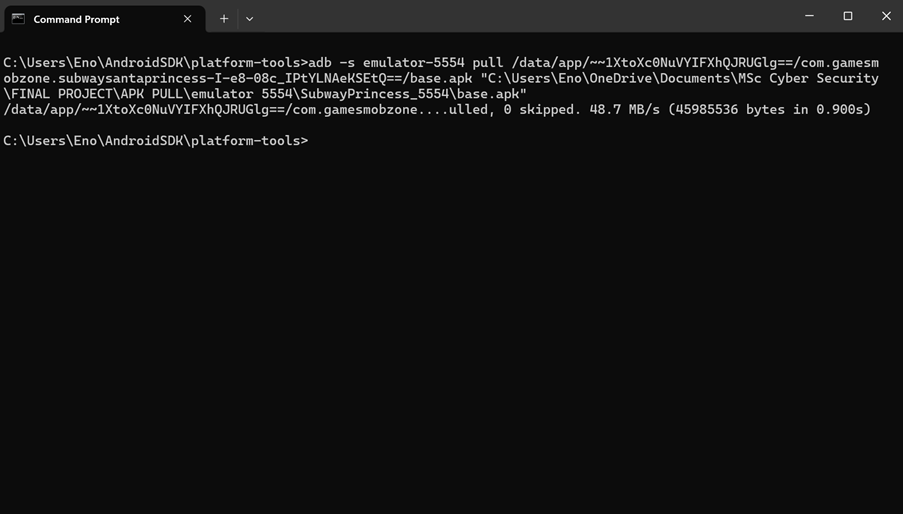 Command Prompt
C:\Users\Eno\AndroidSDK\platform-tools>adb -s emulator-5554 pull /data/app/~~1XtoXc0NuVYIFXhQJRUGlg==/com.gamesm
obzone.subwaysantaprincess-I-e8-08c_IPtYLNAeKSEtQ==/base.apk "C:\Users\Eno\OneDrive\Documents\MSc Cyber Security
\FINAL PROJECT\APK PULL\emulator 5554\SubwayPrincess_5554\base.apk"
/data/app/~~1XtoXc0NuVYIFXhQJRUGlg==/com.gamesmobzone....ulled, 0 skipped. 48.7 MB/s (45985536 bytes in 0.900s)
C:\Users\Eno\AndroidSDK\platform-tools>